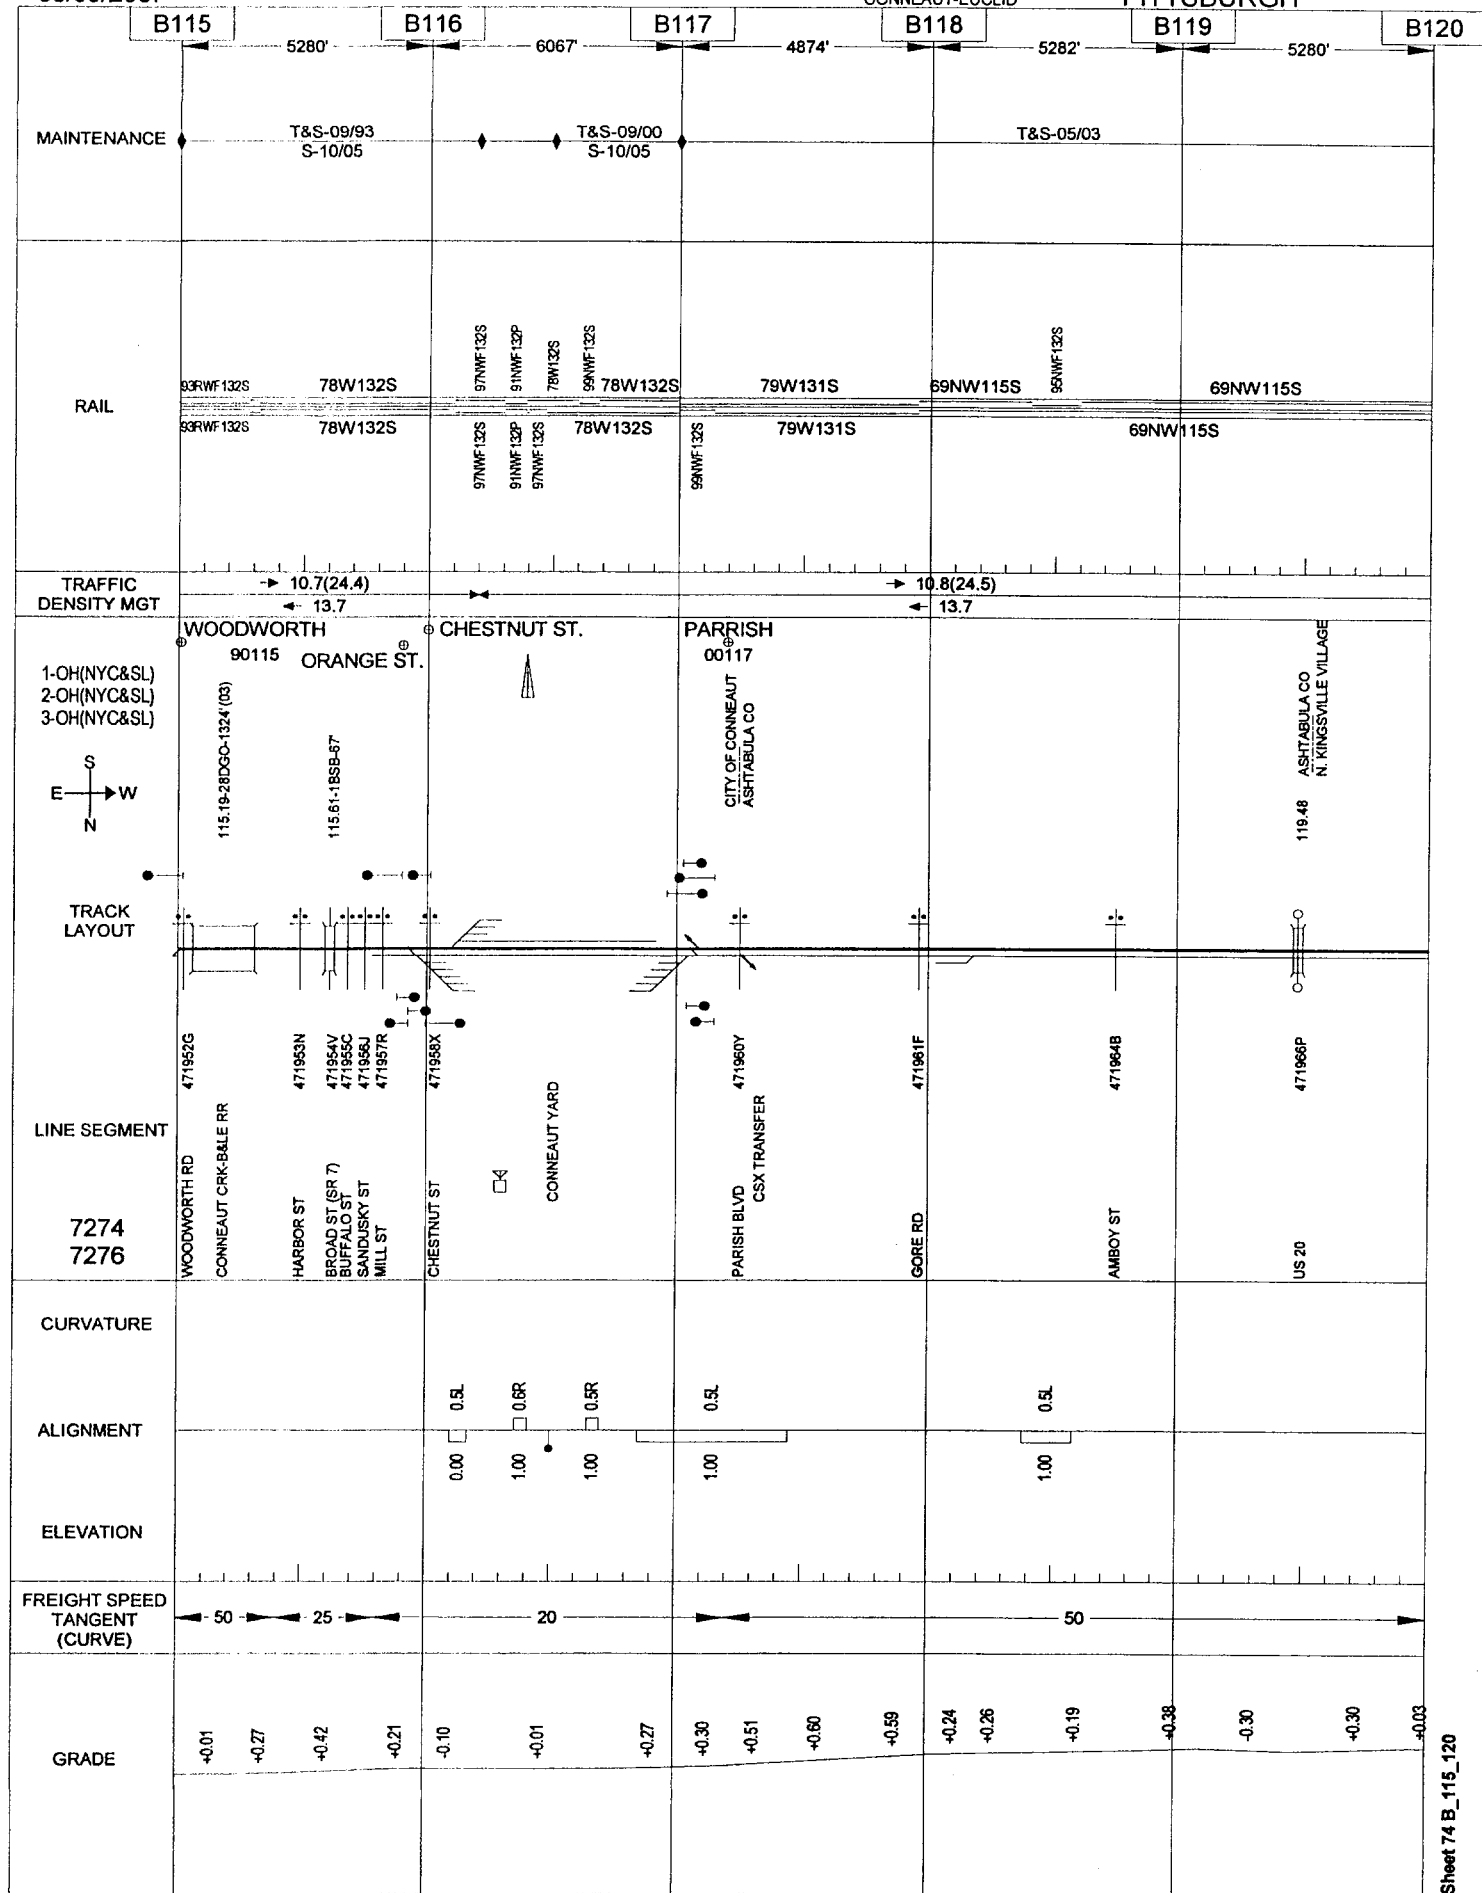 PITTSBURGH
B115
B116
B117
B118
B119
B120
5280'
6067'
4874'
5282'
5280'
MAINTENANCE
T&S-09/93
S-10/05
T&S-09/00
S-10/05
T&S-05/03
RAIL
93RWF132S
78W132S
97NWF132S
91NWF132P
78W132S
99NWF132S
78W132S
79W131S
69NW115S
95NWF132S
69NW115S
93RWF132S
78W132S
97NWF132S
91NWF132P
97NWF132S
78W132S
99NWF132S
79W131S
69NW115S
TRAFFIC
DENSITY MGT
10.7(24.4)
13.7
10.8(24.5)
13.7
WOODWORTH
90115
ORANGE ST.
CHESTNUT ST.
PARRISH
00117
1-OH(NYC&SL)
2-OH(NYC&SL)
3-OH(NYC&SL)
S
E W
N
115.19-28DGO-1324'(03)
115.61-1BSB-67'
CITY OF CONNEAUT
ASHTABULA CO
119.48
ASHTABULA CO
N. KINGSVILLE VILLAGE
TRACK
LAYOUT
471952G
471953N
471954V
471955C
471956J
471957R
471958X
471960Y
471961F
471964B
471966P
LINE SEGMENT
7274
7276
WOODWORTH RD
CONNEAUT CRK-B&LE RR
HARBOR ST
BROAD ST (SR 7)
BUFFALO ST
SANDUSKY ST
MILL ST
CHESTNUT ST
CONNEAUT YARD
PARISH BLVD
CSX TRANSFER
GORE RD
AMBOY ST
US 20
CURVATURE
ALIGNMENT
0.5L
0.6R
0.5R
0.5L
0.5L
0.00
1.00
1.00
1.00
1.00
ELEVATION
FREIGHT SPEED
TANGENT
(CURVE)
50
25
20
50
GRADE
+0.01
+0.27
+0.42
+0.21
-0.10
+0.01
+0.27
+0.30
+0.51
+0.60
+0.59
+0.24
+0.26
+0.19
+0.38
-0.30
+0.30
+0.03
Sheet 74 B_115_120